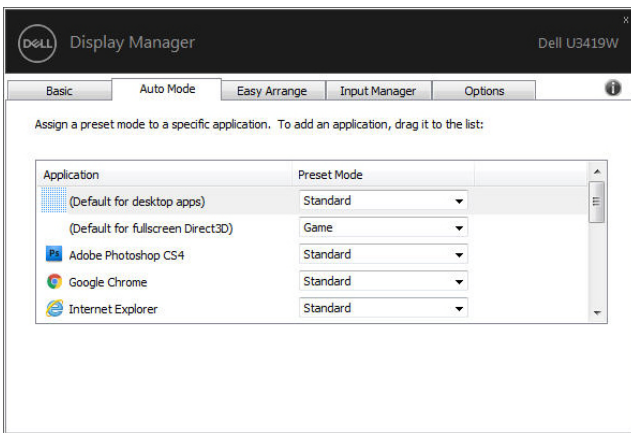 x
DELL Display Manager Dell U3419W
Basic Auto Mode Easy Arrange Input Manager Options i
Assign a preset mode to a specific application. To add an application, drag it to the list:
Application Preset Mode
(Default for desktop apps) Standard
(Default for fullscreen Direct3D) Game
Ps Adobe Photoshop CS4 Standard
Google Chrome Standard
Internet Explorer Standard